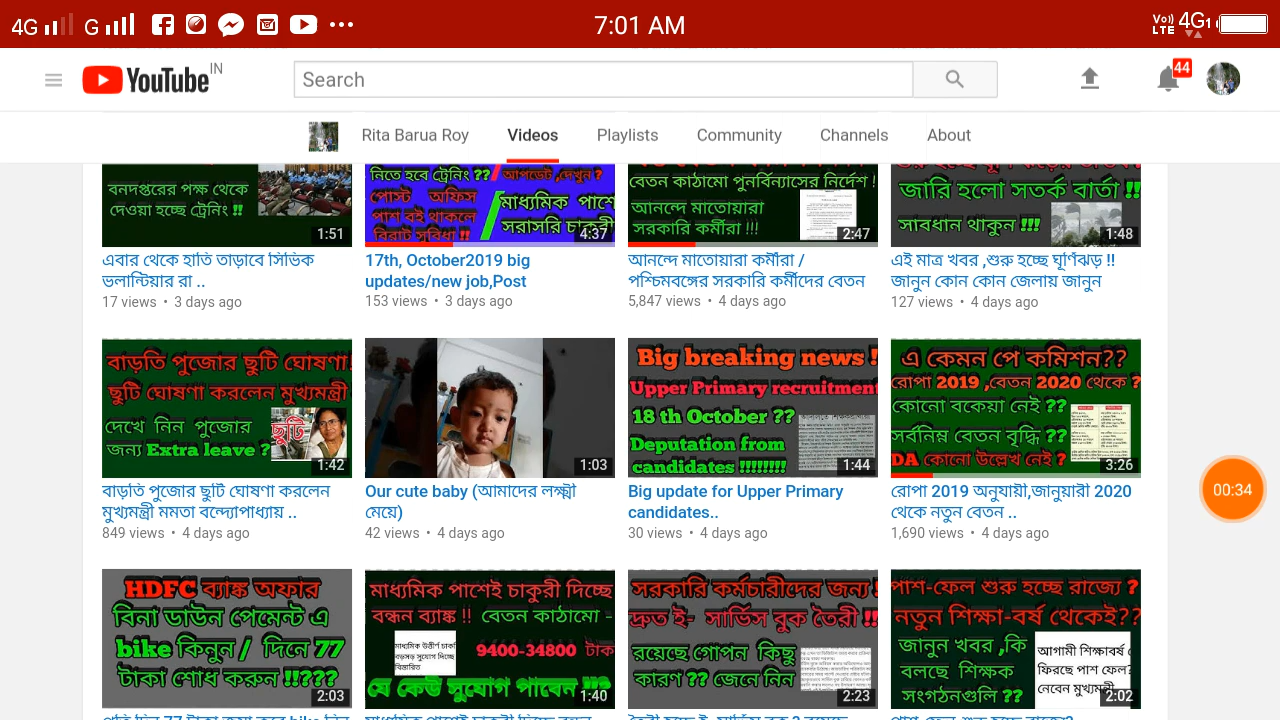 4G G 7:01 AM Vo)) LTE 4G1
YouTube IN Search 44
Rita Barua Roy Videos Playlists Community Channels About
বনদপ্তরের পক্ষ থেকে
দেওয়া হচ্ছে ট্রেনিং !!
1:51
নিতে হবে ট্রেনিং ??/ আপডেট ,দেখুন ?
পোস্ট অফিস
পাশ বই থাকলে
বিরাট সুবিধা !!
মাধ্যমিক পাশে
সরাসরি চাকরী
4:37
বেতন কাঠামো পুনর্বিন্যাসের নির্দেশ !
আনন্দে মাতোয়ারা
সরকারি কর্মীরা !!!
2:47
জারি হলো সতর্ক বার্তা !!
সাবধান থাকুন !!!
1:48
এবার থেকে হাতি তাড়াবে সিভিক
ভলান্টিয়ার রা ..
17 views • 3 days ago
17th, October2019 big
updates/new job,Post
153 views • 3 days ago
আনন্দে মাতোয়ারা কর্মীরা /
পশ্চিমবঙ্গের সরকারি কর্মীদের বেতন
5,847 views • 4 days ago
এই মাত্র খবর ,শুরু হচ্ছে ঘূর্ণিঝড় !!
জানুন কোন কোন জেলায় জানুন
127 views • 4 days ago
বাড়তি পুজোর ছুটি ঘোষণা!
ছুটি ঘোষণা করলেন মুখ্যমন্ত্রী
দেখে নিন পুজোর
জন্য Extra leave ?
ছুটি
1:42
1:03
Big breaking news !
Upper Primary recruitment
18 th October ??
Deputation from
candidates !!!!!!!!
1:44
এ কেমন পে কমিশন??
রোপা 2019 ,বেতন 2020 থেকে ?
কোনো বকেয়া নেই ??
সর্বনিম্ন বেতন বৃদ্ধি ??
DA কোনো উল্লেখ নেই ?
3:26
বাড়তি পুজোর ছুটি ঘোষণা করলেন
মুখ্যমন্ত্রী মমতা বন্দ্যোপাধ্যায় ..
849 views • 4 days ago
Our cute baby (আমাদের লক্ষ্মী
মেয়ে)
42 views • 4 days ago
Big update for Upper Primary
candidates..
30 views • 4 days ago
রোপা 2019 অনুযায়ী,জানুয়ারী 2020
থেকে নতুন বেতন ..
1,690 views • 4 days ago
00:34
HDFC ব্যাঙ্ক অফার
বিনা ডাউন পেমেন্ট এ
bike কিনুন / দিনে 77
টাকা শোধ করুন !!???
2:03
মাধ্যমিক পাশেই চাকুরী দিচ্ছে
বন্ধন ব্যাঙ্ক !! বেতন কাঠামো -
9400-34800 টাকা
যে কেউ সুযোগ পাবেন
1:40
সরকারি কর্মচারীদের জন্য !
দ্রুত ই- সার্ভিস বুক তৈরী !!
রয়েছে গোপন কিছু
কারণ ?? জেনে নিন
2:23
পাশ-ফেল শুরু হচ্ছে রাজ্যে ?
নতুন শিক্ষা-বর্ষ থেকেই??
জানুন খবর ,কি
বলছে শিক্ষক
সংগঠনগুলি ??
আগামী শিক্ষাবর্ষ
ফিরছে পাশ ফেল?
নেবেন মুখ্যমন্ত্রী
2:02